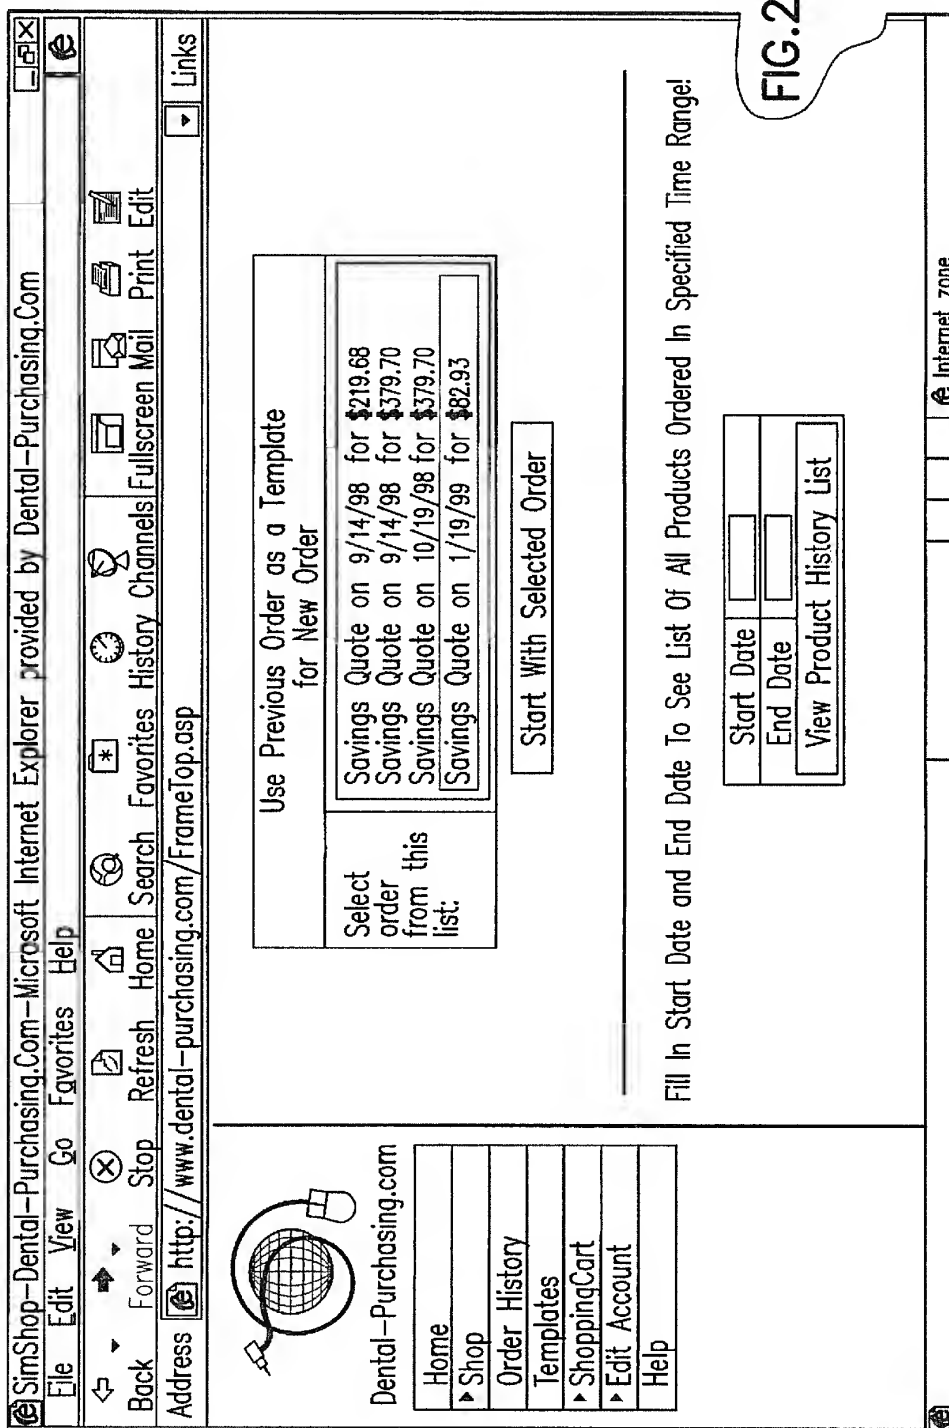 SimShop-Dental-Purchasing.Com-Microsoft Internet Explorer provided by Dental-Purchasing.Com
File Edit View Go Favorites Help
Back Forward Stop Refresh Home Search Favorites History Channels Fullscreen Mail Print Edit
Address http://www.dental-purchasing.com/FrameTop.asp Links
Dental-Purchasing.com
Home
Shop
Order History
Templates
ShoppingCart
Edit Account
Help
Use Previous Order as a Template
for New Order
Select
order
from this
list:
Savings Quote on 9/14/98 for $219.68
Savings Quote on 9/14/98 for $379.70
Savings Quote on 10/19/98 for $379.70
Savings Quote on 1/19/99 for $82.93
Start With Selected Order
Fill In Start Date and End Date To See List Of All Products Ordered In Specified Time Range!
Start Date
End Date
View Product History List
Internet zone
FIG.2